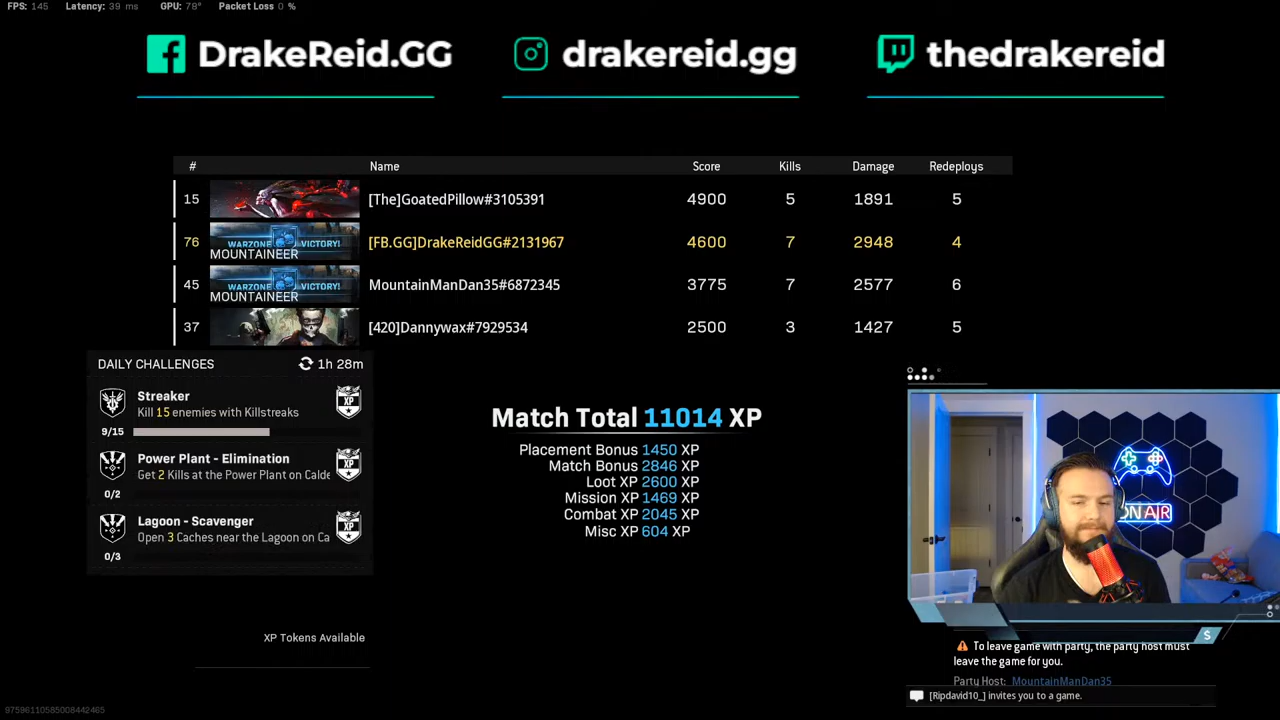 FPS: 145 Latency: 39 ms GPU: 78° Packet Loss 0 %
DrakeReid.GG drakereid.gg thedrakereid
# Name Score Kills Damage Redeploys
15 [The]GoatedPillow#3105391 4900 5 1891 5
76 WARZONE VICTORY! MOUNTAINEER [FB.GG]DrakeReidGG#2131967 4600 7 2948 4
45 WARZONE VICTORY! MOUNTAINEER MountainManDan35#6872345 3775 7 2577 6
37 [420]Dannywax#7929534 2500 3 1427 5
DAILY CHALLENGES 1h 28m
Streaker
Kill 15 enemies with Killstreaks
XP
9/15
Power Plant - Elimination
Get 2 Kills at the Power Plant on Calde
XP
0/2
Lagoon - Scavenger
Open 3 Caches near the Lagoon on Ca
XP
0/3
XP Tokens Available
Match Total 11014 XP
Placement Bonus 1450 XP
Match Bonus 2846 XP
Loot XP 2600 XP
Mission XP 1469 XP
Combat XP 2045 XP
Misc XP 604 XP
ON AIR
$
To leave game with party, the party host must
leave the game for you.
Party Host: MountainManDan35
[Ripdavid10_] invites you to a game.
97596110585008442465